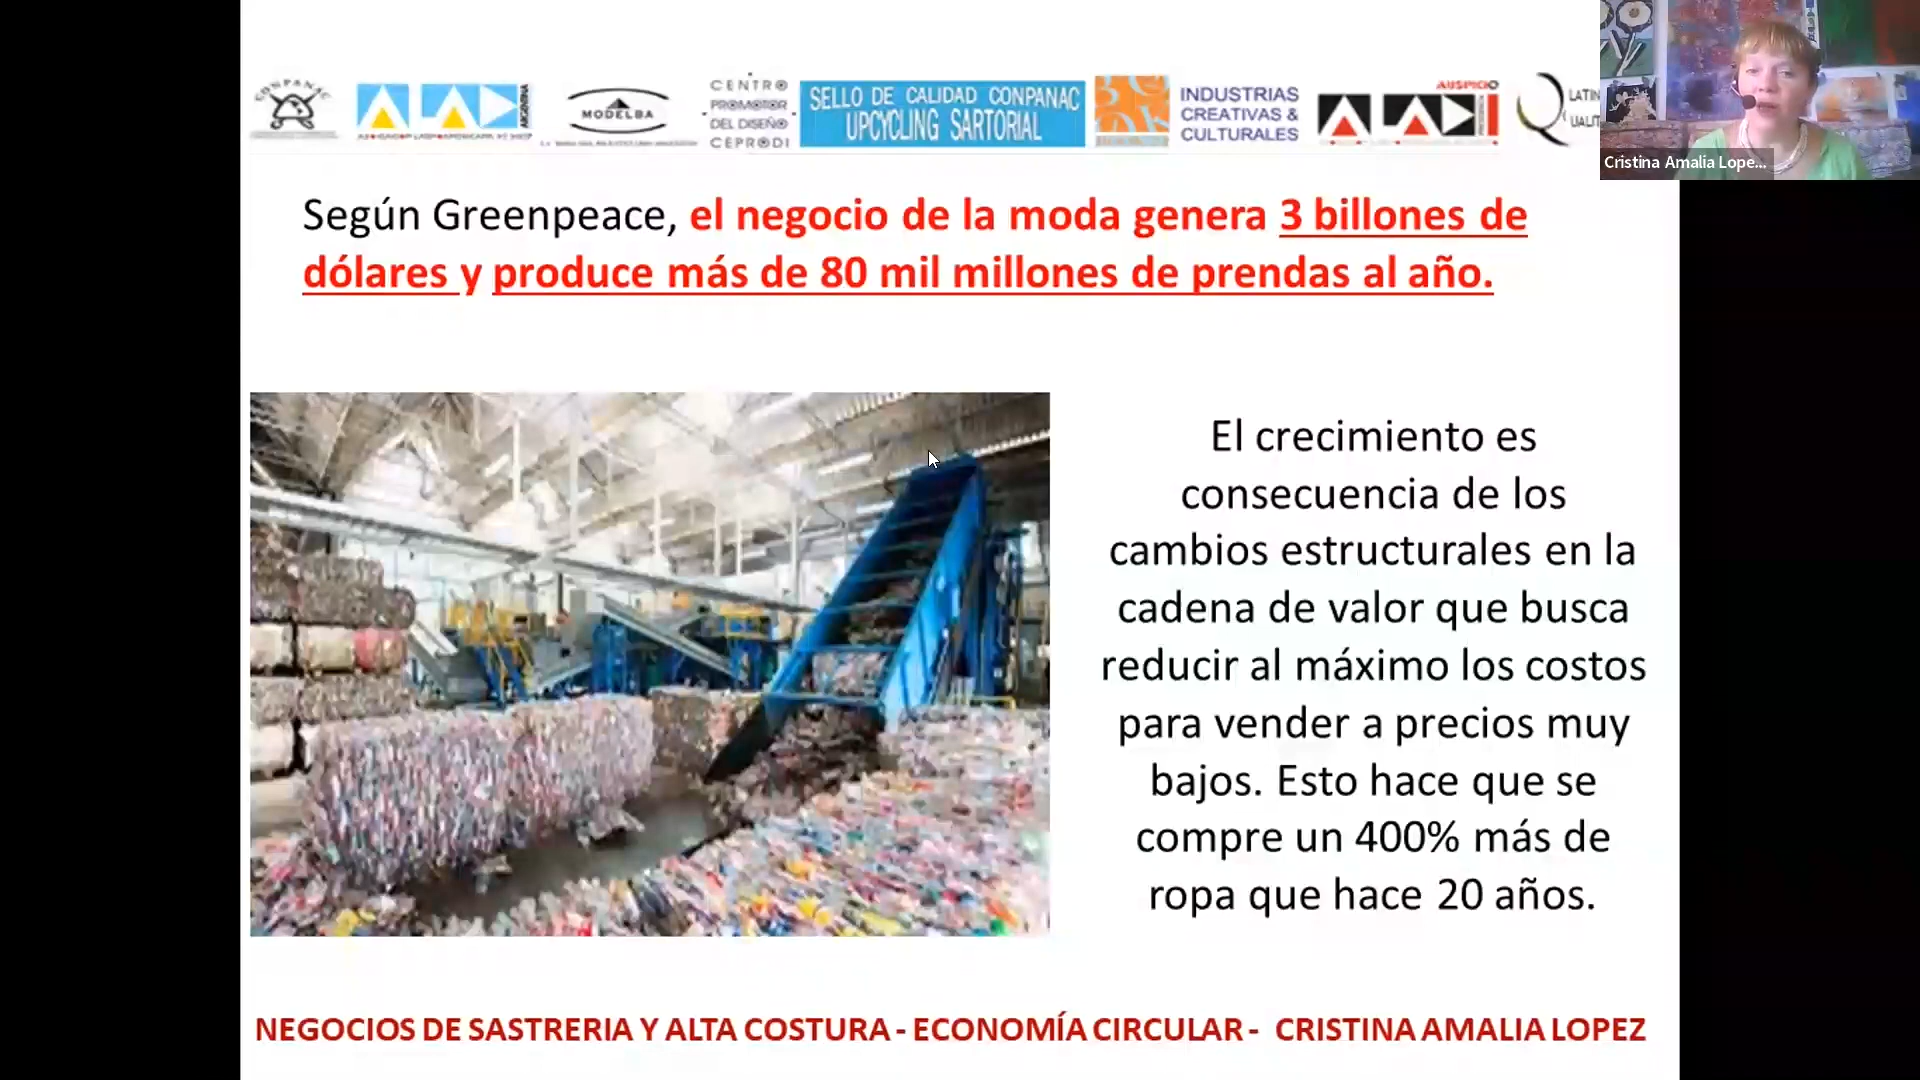 CONPANAC
ARGENTINA
MODELBA
CENTRO
PROMOTOR
DEL DISEÑO
CEPRODI
SELLO DE CALIDAD CONPANAC
UPCYCLING SARTORIAL
INDUSTRIAS
CREATIVAS &
CULTURALES
AUSPICIO
LATIN
Cristina Amalia Lope...
Según Greenpeace, el negocio de la moda genera 3 billones de
dólares y produce más de 80 mil millones de prendas al año.
El crecimiento es
consecuencia de los
cambios estructurales en la
cadena de valor que busca
reducir al máximo los costos
para vender a precios muy
bajos. Esto hace que se
compre un 400% más de
ropa que hace 20 años.
NEGOCIOS DE SASTRERIA Y ALTA COSTURA - ECONOMÍA CIRCULAR - CRISTINA AMALIA LOPEZ